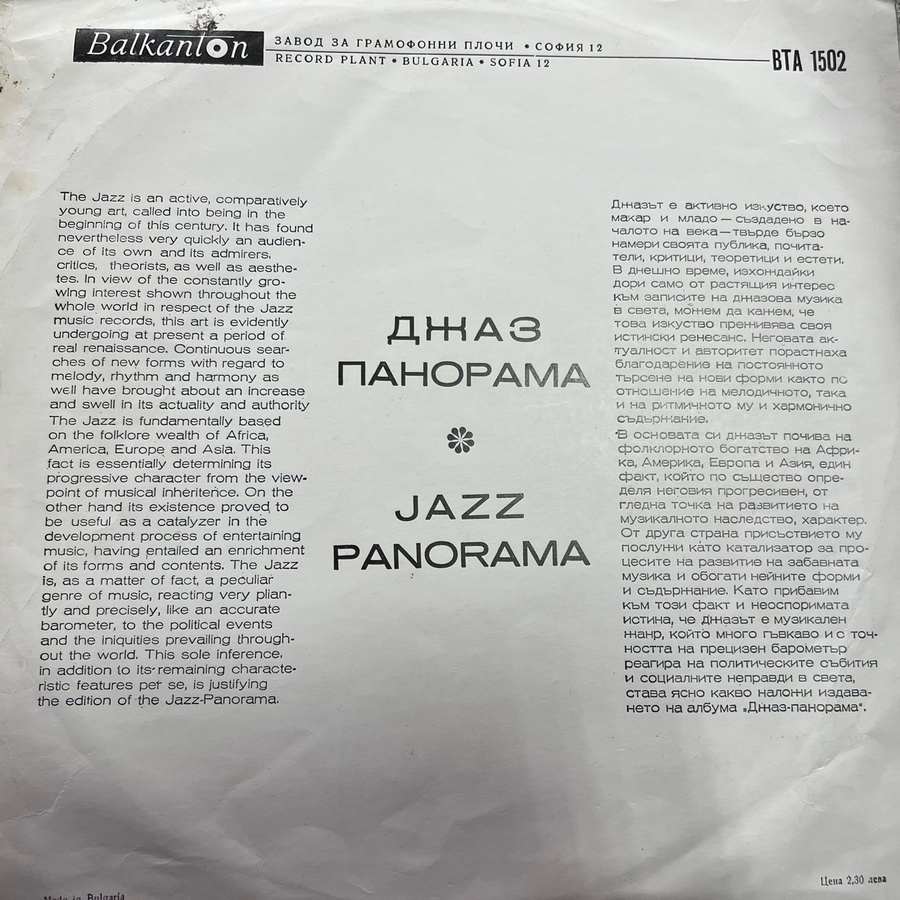 Balkanton
ЗАВОД ЗА ГРАМОФОННИ ПЛОЧИ • СОФИЯ 12
RECORD PLANT • BULGARIA • SOFIA 12
ВТА 1502
The Jazz is an active, comparatively
young art, called into being in the
beginning of this century. It has found
nevertheless very quickly an audien-
ce of its own and its admirers,
critics, theorists, as well as aesthe-
tes. In view of the constantly gro-
wing interest shown throughout the
whole world in respect of the Jazz
music records, this art is evidently
undergoing at present a period of
real renaissance. Continuous sear-
ches of new forms with regard to
melody, rhythm and harmony as
well have brought about an increase
and swell in its actuality and authority
The Jazz is fundamentally based
on the folklore wealth of Africa,
America, Europe and Asia. This
fact is essentially determining its
progressive character from the view-
point of musical inheritence. On the
other hand its existence proved to
be useful as a catalyzer in the
development process of entertaining
music, having entailed an enrichment
of its forms and contents. The Jazz
is, as a matter of fact, a peculiar
genre of music, reacting very plian-
tly and precisely, like an accurate
barometer, to the political events
and the iniquities prevailing through-
out the world. This sole inference,
in addition to its remaining characte-
ristic features per se, is justifying
the edition of the Jazz-Panorama.
ДЖАЗ
ПАНОРАМА
JAZZ
PANORAMA
Джазът е активно изкуство, което
макар и младо — създадено в на-
чалото на века — твърде бързо
намери своята публика, почита-
тели, критици, теоретици и естети.
В днешно време, изхождайки
дори само от растящия интерес
към записите на джазова музика
в света, можем да кажем, че
това изкуство преживява своя
истински ренесанс. Неговата ак-
туалност и авторитет порастнаха
благодарение на постоянното
търсене на нови форми както по
отношение на мелодичното, така
и на ритмичното му и хармонично
съдържание.
В основата си джазът почива на
фолклорното богатство на Афри-
ка, Америка, Европа и Азия, един
факт, който по същество опре-
деля неговия прогресивен, от
гледна точка на развитието на
музикалното наследство, характер.
От друга страна присъствието му
послужи като катализатор за про-
цесите на развитие на забавната
музика и обогати нейните форми
и съдържание. Като прибавим
към този факт и неоспоримата
истина, че джазът е музикален
жанр, който много гъвкаво и с точ-
ността на прецизен барометър
реагира на политическите събития
и социалните неправди в света,
става ясно какво наложи издава-
нето на албума „Джаз-панорама“.
Made in Bulgaria
Цена 2,30 лева